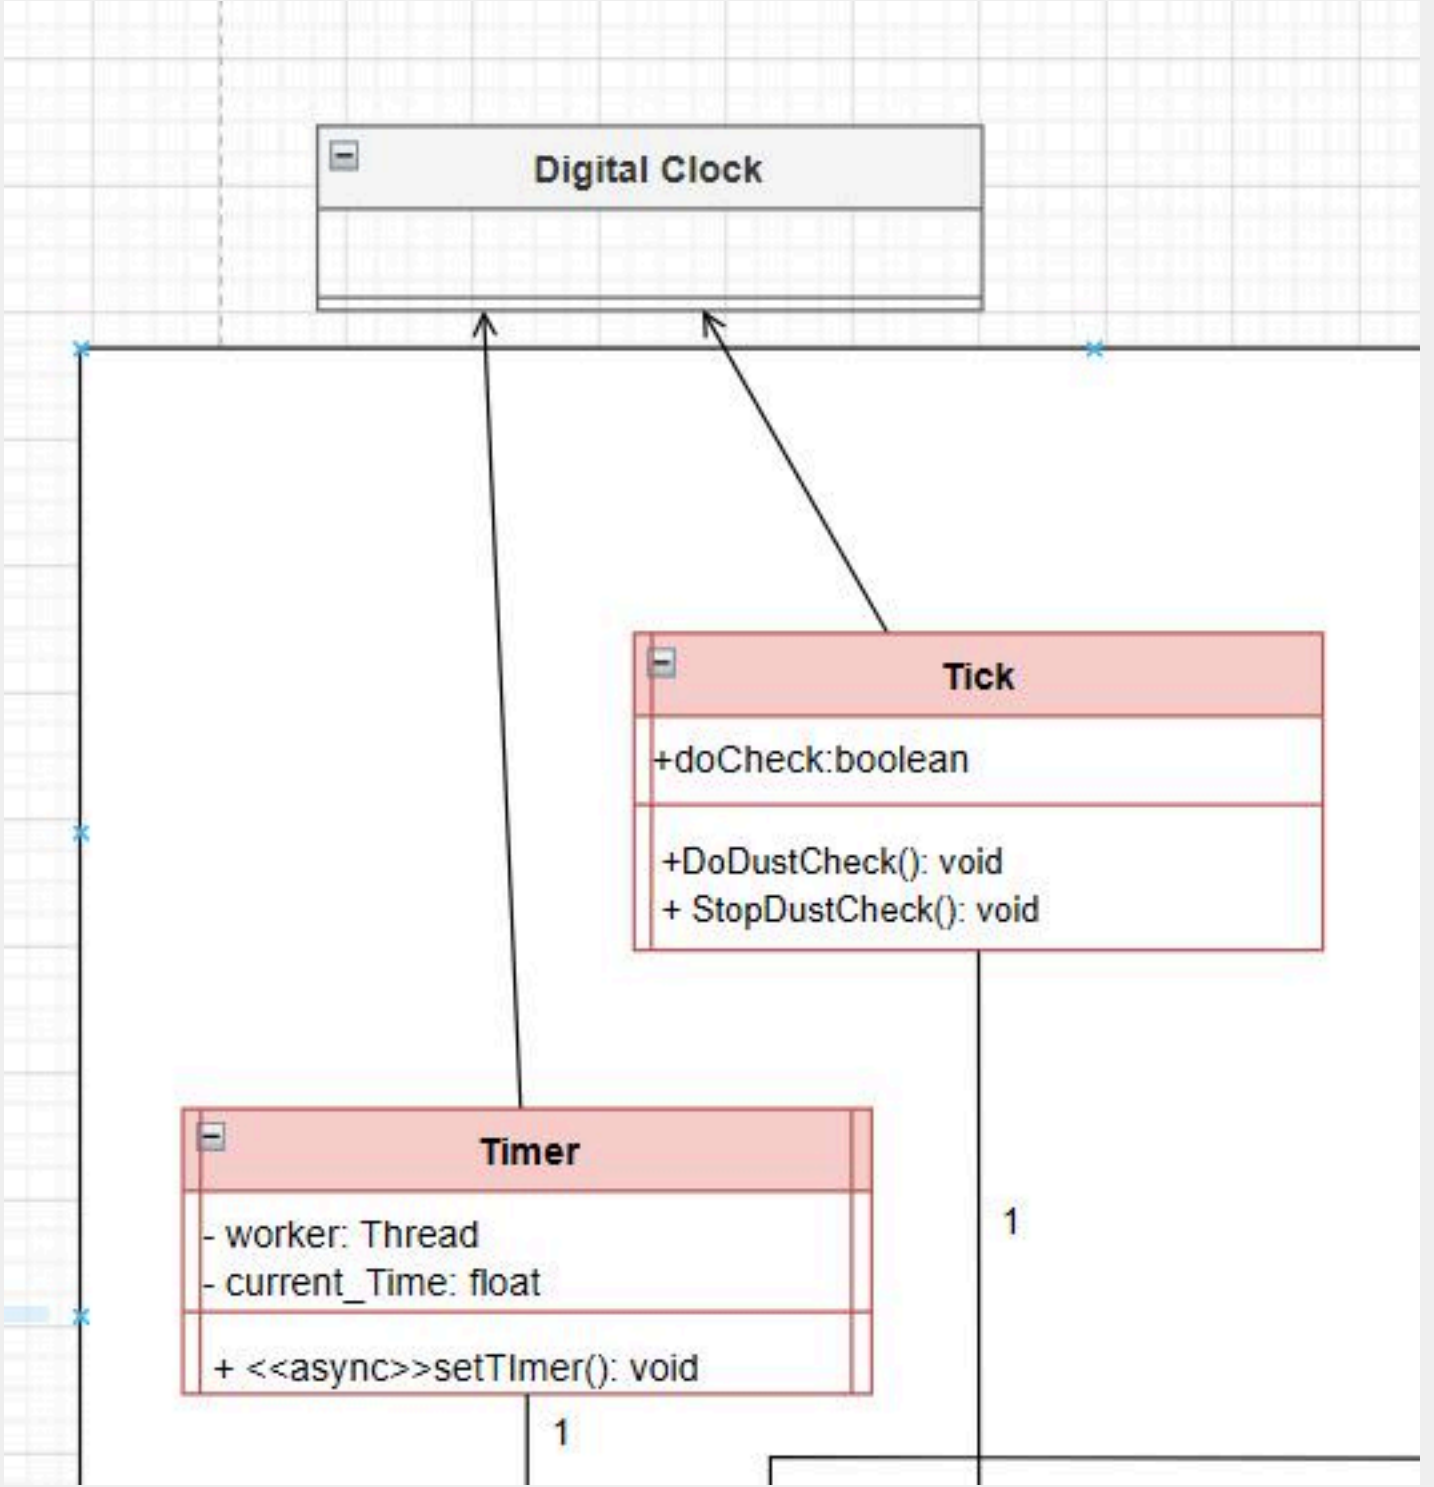 Digital Clock
Tick
+doCheck:boolean
+DoDustCheck(): void
+ StopDustCheck(): void
1
Timer
- worker: Thread
- current_Time: float
+ <<async>>setTImer(): void
1